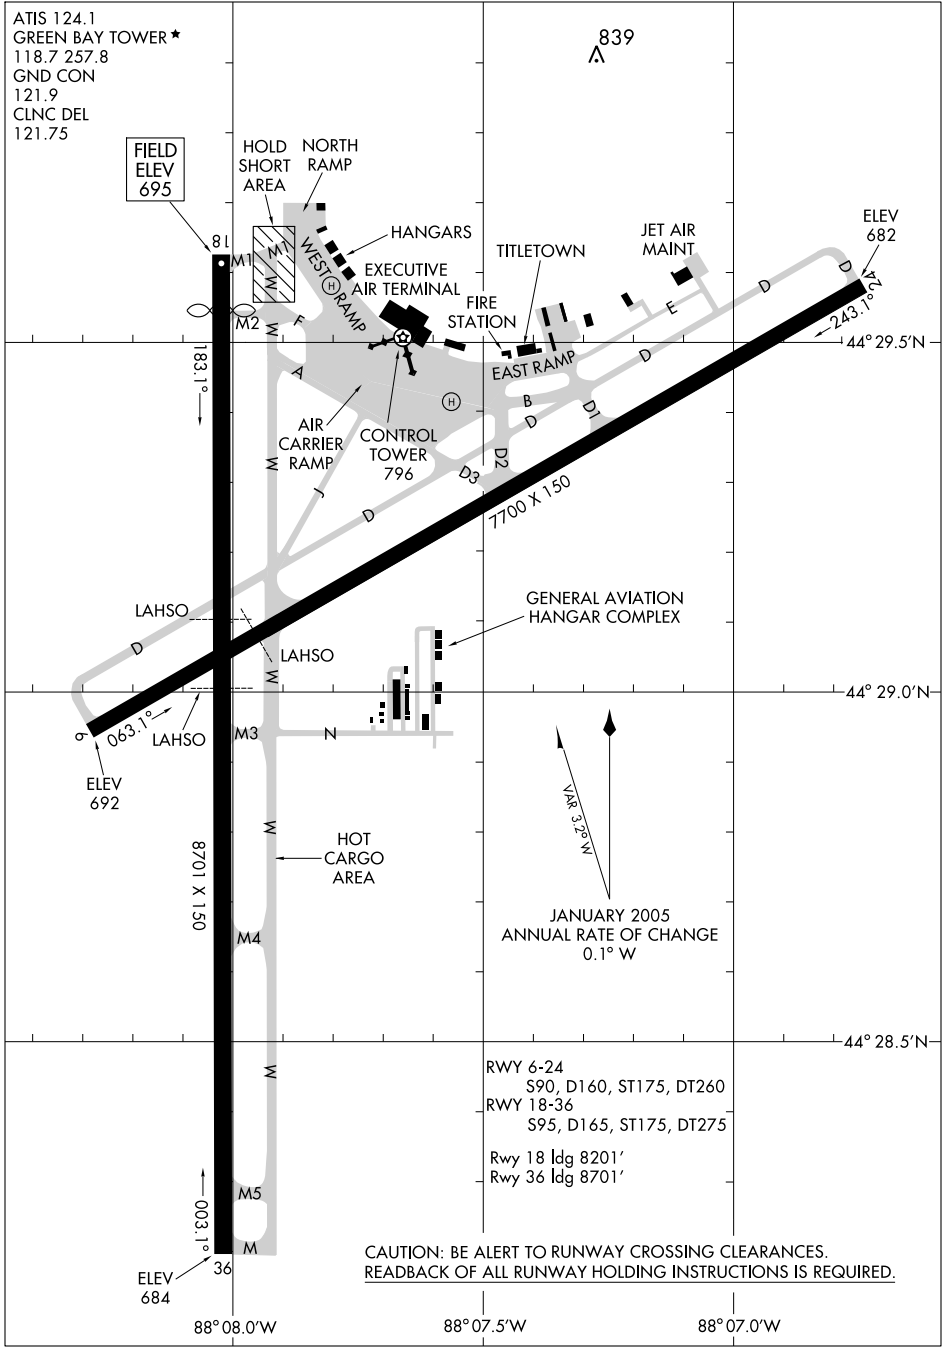 ATIS 124.1
GREEN BAY TOWER ★
118.7 257.8
GND CON
121.9
CLNC DEL
121.75
839
FIELD
ELEV
695
HOLD
SHORT
AREA
NORTH
RAMP
HANGARS
WEST RAMP
H
EXECUTIVE
AIR TERMINAL
TITLETOWN
JET AIR
MAINT
ELEV
682
FIRE
STATION
EAST RAMP
18
M1
M1
M
M2
M
F
A
E
D
D
D
24
243.1°
44° 29.5'N
183.1°
AIR
CARRIER
RAMP
CONTROL
TOWER
796
H
B
D
D1
D2
D3
M
J
D
7700 X 150
LAHSO
LAHSO
LAHSO
D
M
GENERAL AVIATION
HANGAR COMPLEX
44° 29.0'N
6
063.1°
ELEV
692
M3
N
M
HOT
CARGO
AREA
8701 X 150
VAR 3.2° W
JANUARY 2005
ANNUAL RATE OF CHANGE
0.1° W
M4
44° 28.5'N
M
RWY 6-24
S90, D160, ST175, DT260
RWY 18-36
S95, D165, ST175, DT275
Rwy 18 ldg 8201'
Rwy 36 ldg 8701'
M5
003.1°
M
36
ELEV
684
CAUTION: BE ALERT TO RUNWAY CROSSING CLEARANCES.
READBACK OF ALL RUNWAY HOLDING INSTRUCTIONS IS REQUIRED.
88° 08.0'W
88° 07.5'W
88° 07.0'W